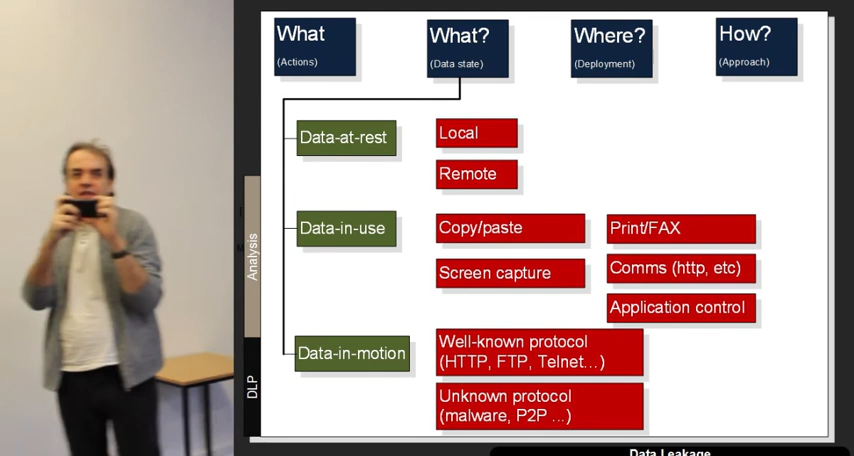 What
(Actions)
What?
(Data state)
Where?
(Deployment)
How?
(Approach)
Data-at-rest
Local
Remote
Data-in-use
Copy/paste
Screen capture
Print/FAX
Comms (http, etc)
Application control
Data-in-motion
Well-known protocol
(HTTP, FTP, Telnet...)
Unknown protocol
(malware, P2P ...)
Analysis
DLP
Data Leakage